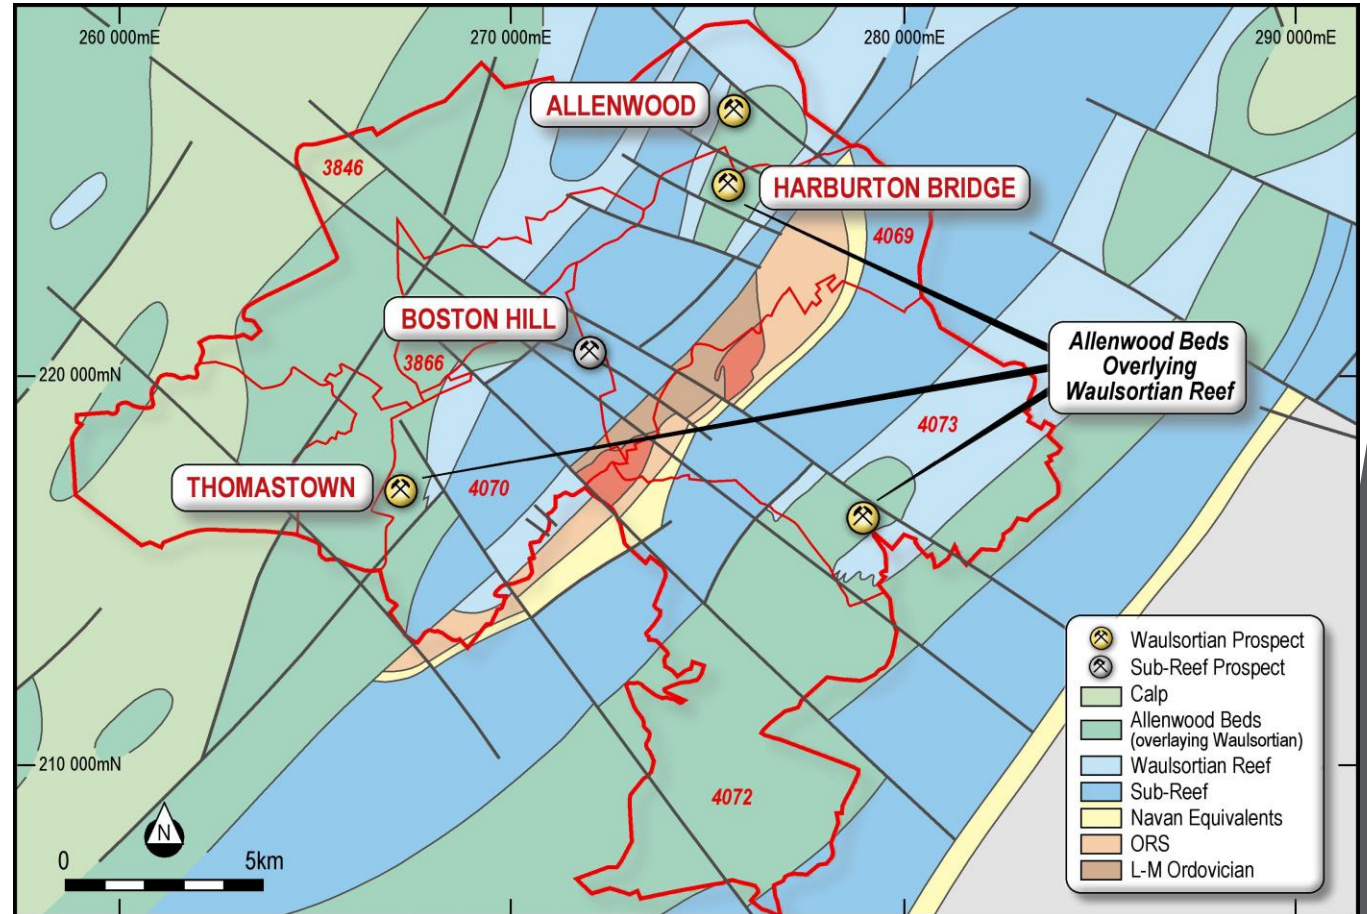 260 000mE
270 000mE
280 000mE
290 000mE
ALLENWOOD
3846
HARBURTON BRIDGE
4069
BOSTON HILL
3866
220 000mN
Allenwood Beds
Overlying
Waulsortian Reef
4073
THOMASTOWN
4070
210 000mN
4072
N
0
5km
Waulsortian Prospect
Sub-Reef Prospect
Calp
Allenwood Beds
(overlaying Waulsortian)
Waulsortian Reef
Sub-Reef
Navan Equivalents
ORS
L-M Ordovician